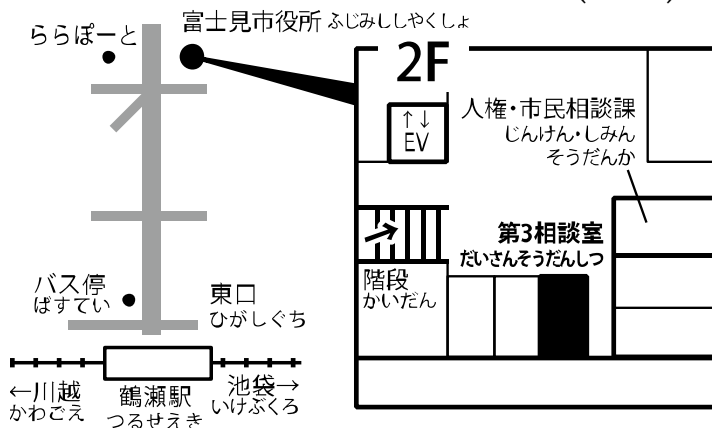 富士見市役所 ふじみししやくしょ
ららぽーと
バス停
ばすてい
東口
ひがしぐち
←川越
かわごえ
鶴瀬駅
つるせえき
池袋→
いけぶくろ
2F
↑↓
EV
人権・市民相談課
じんけん・しみん
そうだんか
第3相談室
だいさんそうだんしつ
階段
かいだん